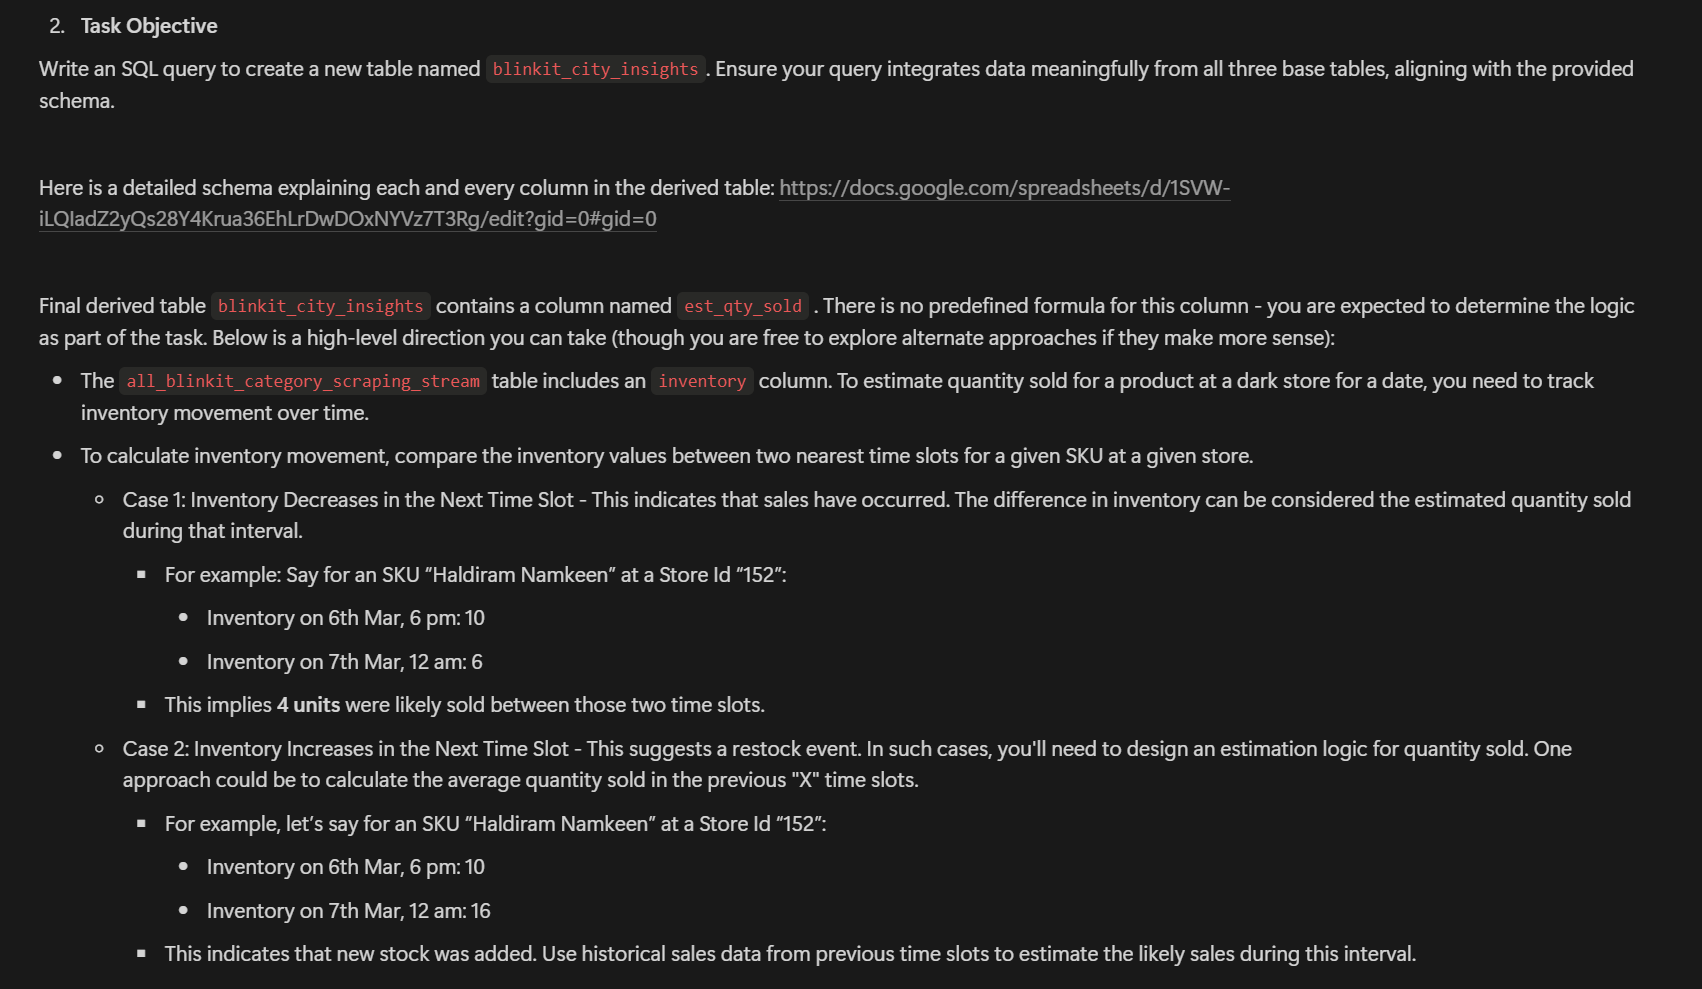 2. Task Objective
Write an SQL query to create a new table named blinkit_city_insights. Ensure your query integrates data meaningfully from all three base tables, aligning with the provided
schema.
Here is a detailed schema explaining each and every column in the derived table: https://docs.google.com/spreadsheets/d/1SVW-
iLQIadZ2yQs28Y4Krua36EhLrDwDOxNYVz7T3Rg/edit?gid=0#gid=0
Final derived table blinkit_city_insights contains a column named est_qty_sold . There is no predefined formula for this column - you are expected to determine the logic
as part of the task. Below is a high-level direction you can take (though you are free to explore alternate approaches if they make more sense):
• The all_blinkit_category_scraping_stream table includes an inventory column. To estimate quantity sold for a product at a dark store for a date, you need to track
inventory movement over time.
• To calculate inventory movement, compare the inventory values between two nearest time slots for a given SKU at a given store.
◦ Case 1: Inventory Decreases in the Next Time Slot - This indicates that sales have occurred. The difference in inventory can be considered the estimated quantity sold
during that interval.
▪ For example: Say for an SKU “Haldiram Namkeen” at a Store Id “152”:
• Inventory on 6th Mar, 6 pm: 10
• Inventory on 7th Mar, 12 am: 6
▪ This implies 4 units were likely sold between those two time slots.
◦ Case 2: Inventory Increases in the Next Time Slot - This suggests a restock event. In such cases, you'll need to design an estimation logic for quantity sold. One
approach could be to calculate the average quantity sold in the previous "X" time slots.
▪ For example, let’s say for an SKU “Haldiram Namkeen” at a Store Id “152”:
• Inventory on 6th Mar, 6 pm: 10
• Inventory on 7th Mar, 12 am: 16
▪ This indicates that new stock was added. Use historical sales data from previous time slots to estimate the likely sales during this interval.